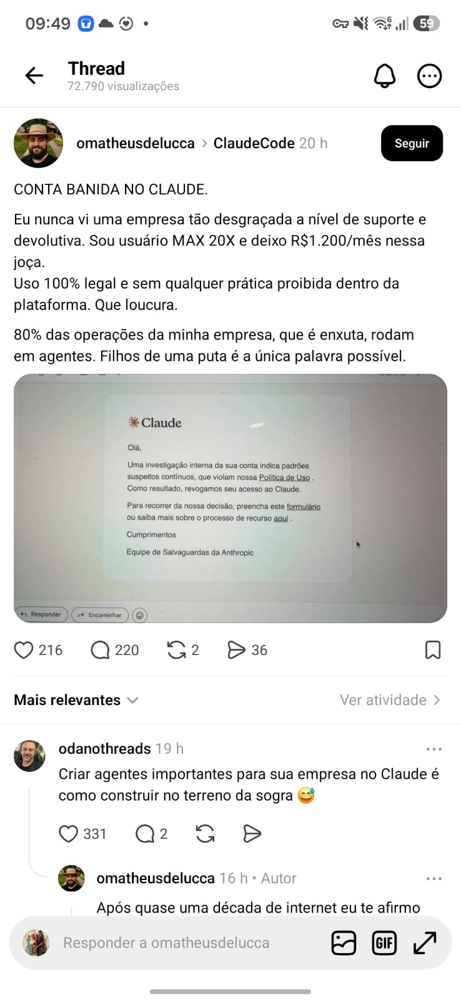 09:49
59
Thread
72.790 visualizações
omatheusdelucca > ClaudeCode 20 h
Seguir
CONTA BANIDA NO CLAUDE.
Eu nunca vi uma empresa tão desgraçada a nível de suporte e
devolutiva. Sou usuário MAX 20X e deixo R$1.200/mês nessa
joça.
Uso 100% legal e sem qualquer prática proibida dentro da
plataforma. Que loucura.
80% das operações da minha empresa, que é enxuta, rodam
em agentes. Filhos de uma puta é a única palavra possível.
Claude
Olá,
Uma investigação interna da sua conta indica padrões
suspeitos contínuos, que violam nossa Política de Uso .
Como resultado, revogamos seu acesso ao Claude.
Para recorrer da nossa decisão, preencha este formulário
ou saiba mais sobre o processo de recurso aqui .
Cumprimentos
Equipe de Salvaguardas da Anthropic
Responder
Encaminhar
216
220
2
36
Mais relevantes
Ver atividade >
odanothreads 19 h
Criar agentes importantes para sua empresa no Claude é
como construir no terreno da sogra 😅
331
2
omatheusdelucca 16 h • Autor
Após quase uma década de internet eu te afirmo
Responder a omatheusdelucca
GIF